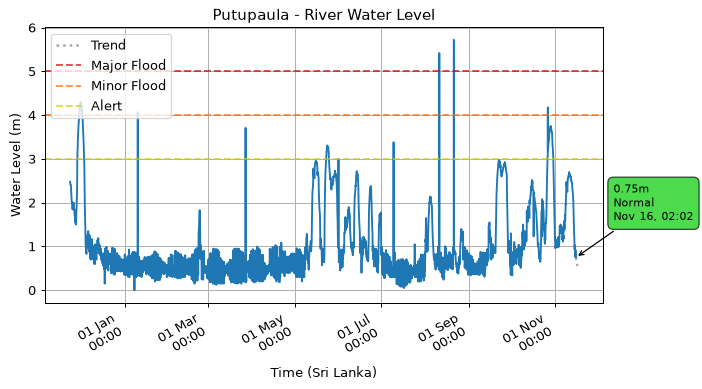 Putupaula - River Water Level
Water Level (m)
6
5
4
3
2
1
0
Trend
Major Flood
Minor Flood
Alert
0.75m
Normal
Nov 16, 02:02
01 Jan
00:00
01 Mar
00:00
01 May
00:00
01 Jul
00:00
01 Sep
00:00
01 Nov
00:00
Time (Sri Lanka)